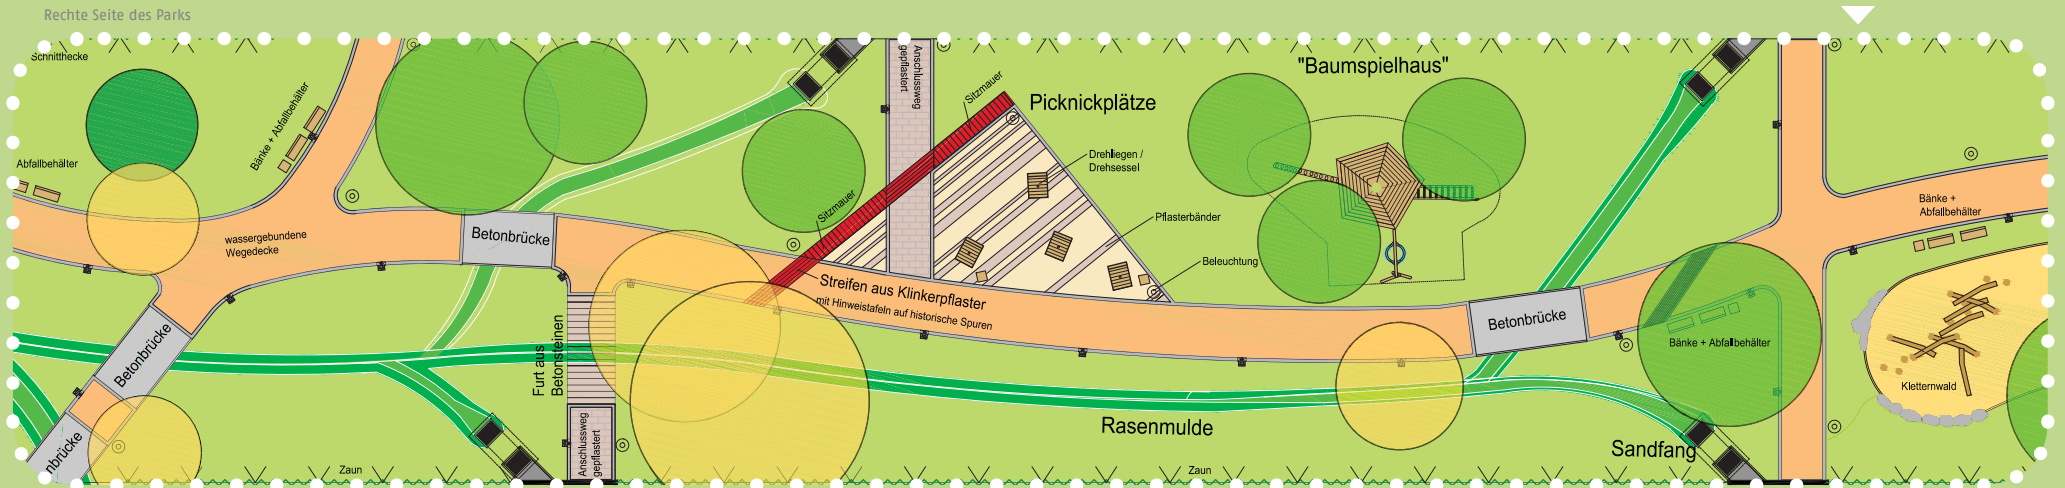 Rechte Seite des Parks
Schnitthecke
Abfallbehälter
Bänke + Abfallbehälter
wassergebundene
Wegedecke
Betonbrücke
Betonbrücke
nbrücke
Zaun
Furt aus
Betonsteinen
Anschlussweg
gepflastert
Anschlussweg
gepflastert
Sitzmauer
Sitzmauer
Picknickplätze
Drehliegen /
Drehsessel
Pflasterbänder
Beleuchtung
Streifen aus Klinkerpflaster
mit Hinweistafeln auf historische Spuren
"Baumspielhaus"
Rasenmulde
Zaun
Betonbrücke
Sandfang
Bänke + Abfallbehälter
Bänke +
Abfallbehälter
Kletternwald